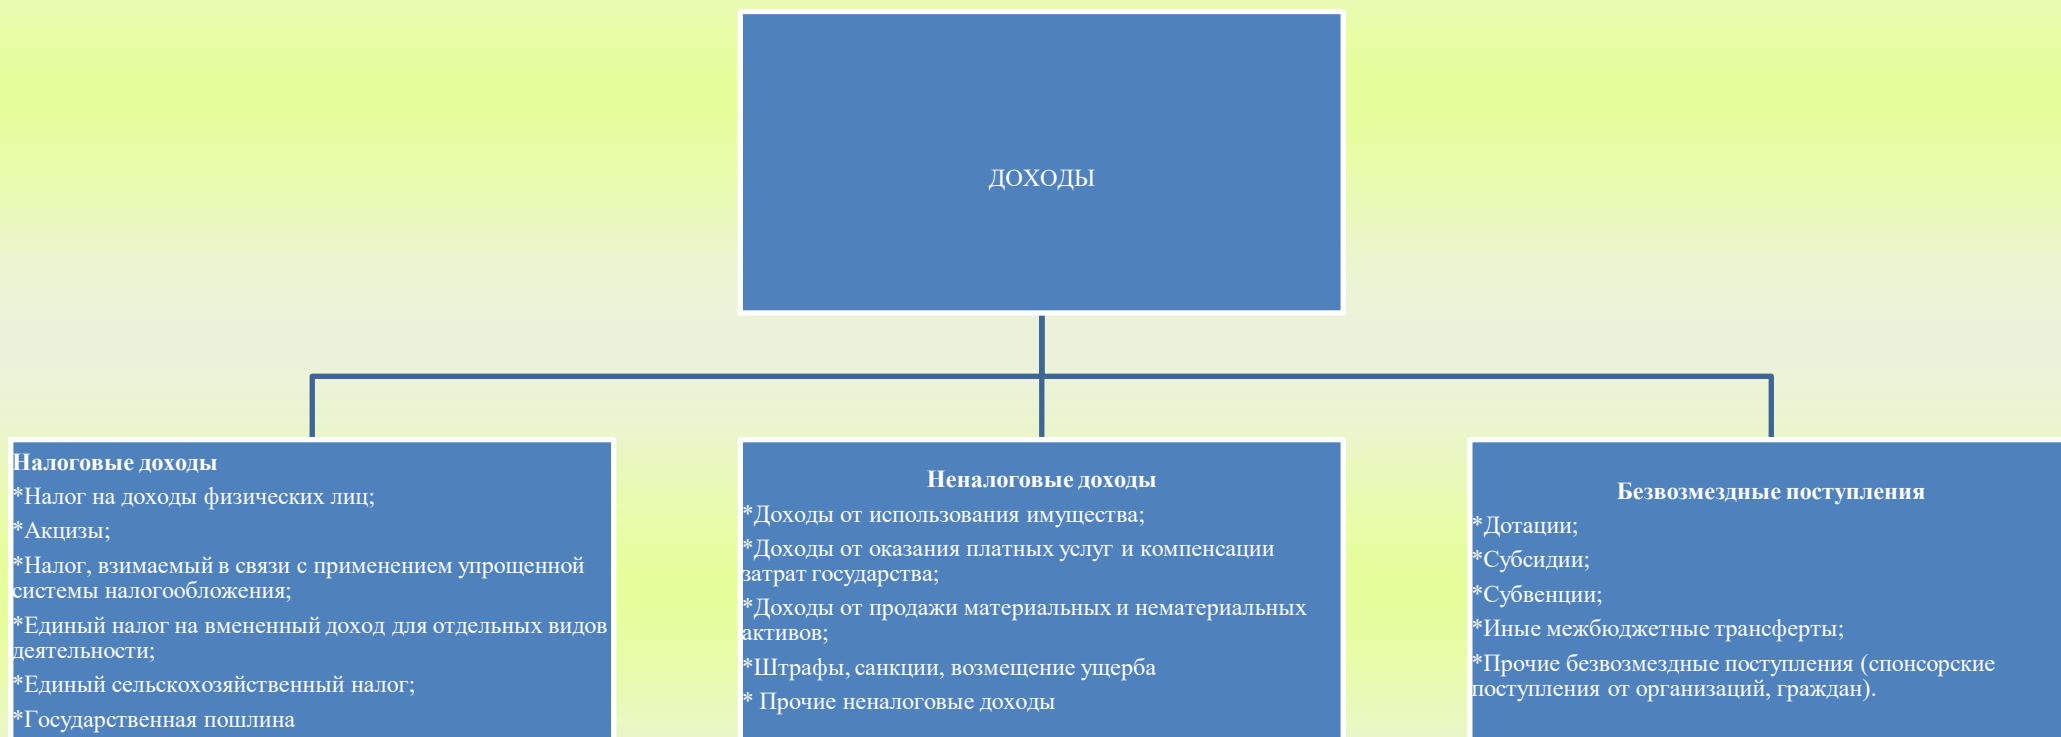 ДОХОДЫ
Налоговые доходы
*Налог на доходы физических лиц;
*Акцизы;
*Налог, взимаемый в связи с применением упрощенной
системы налогообложения;
*Единый налог на вмененный доход для отдельных видов
деятельности;
*Единый сельскохозяйственный налог;
*Государственная пошлина
Неналоговые доходы
*Доходы от использования имущества;
*Доходы от оказания платных услуг и компенсации
затрат государства;
*Доходы от продажи материальных и нематериальных
активов;
*Штрафы, санкции, возмещение ущерба
* Прочие неналоговые доходы
Безвозмездные поступления
*Дотации;
*Субсидии;
*Субвенции;
*Иные межбюджетные трансферты;
*Прочие безвозмездные поступления (спонсорские
поступления от организаций, граждан).